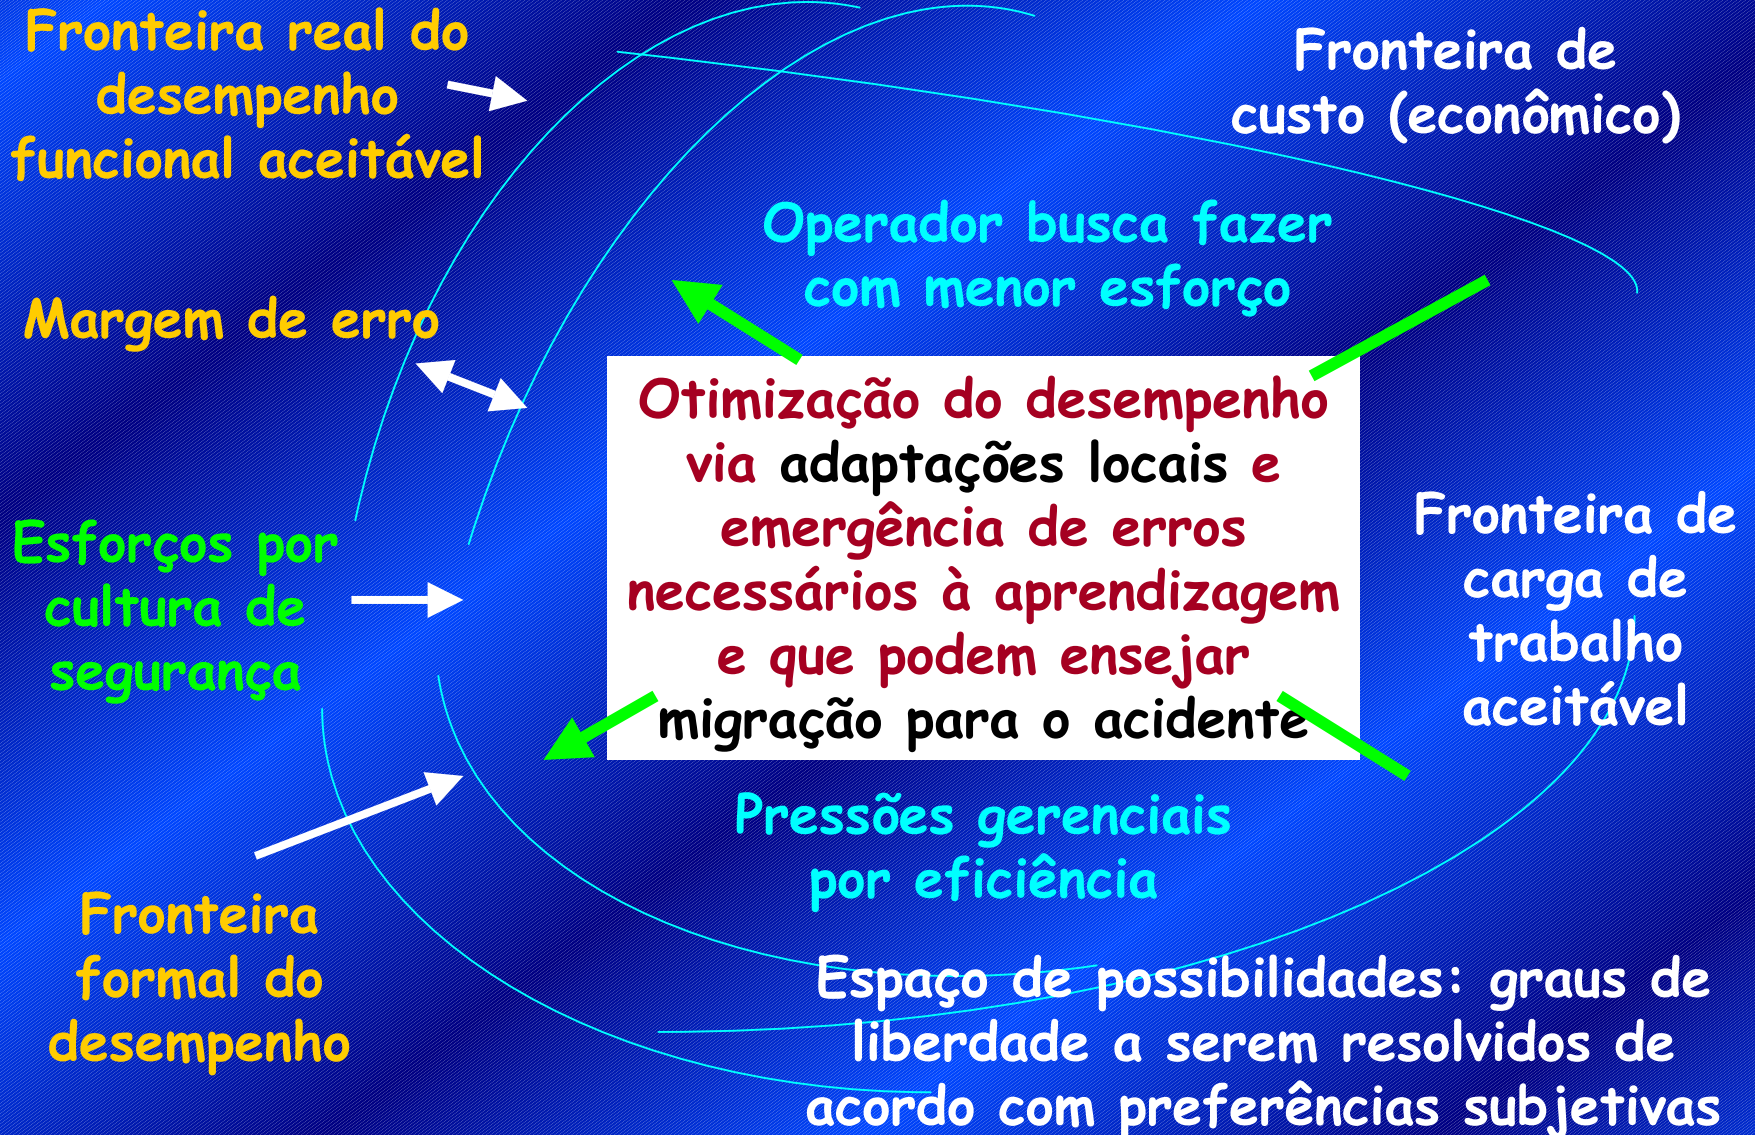 Fronteira real do
desempenho
funcional aceitável
Fronteira de
custo (econômico)
Operador busca fazer
com menor esforço
Margem de erro
Otimização do desempenho
via adaptações locais e
emergência de erros
necessários à aprendizagem
e que podem ensejar
migração para o acidente
Esforços por
cultura de
segurança
Fronteira de
carga de
trabalho
aceitável
Pressões gerenciais
por eficiência
Fronteira
formal do
desempenho
Espaço de possibilidades: graus de
liberdade a serem resolvidos de
acordo com preferências subjetivas